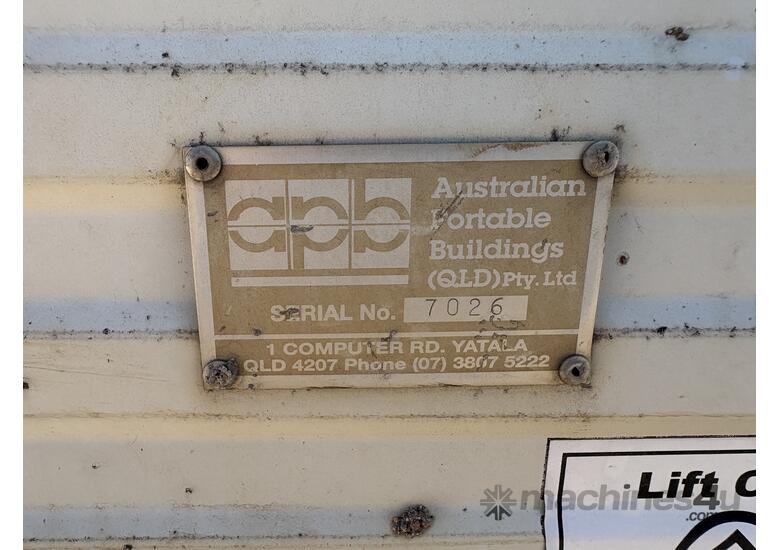 apb
Australian
Portable
Buildings
(QLD) Pty. Ltd
SERIAL No. 7026
1 COMPUTER RD. YATALA
QLD 4207 Phone (07) 3807 5222
Lift
machines4u
.com